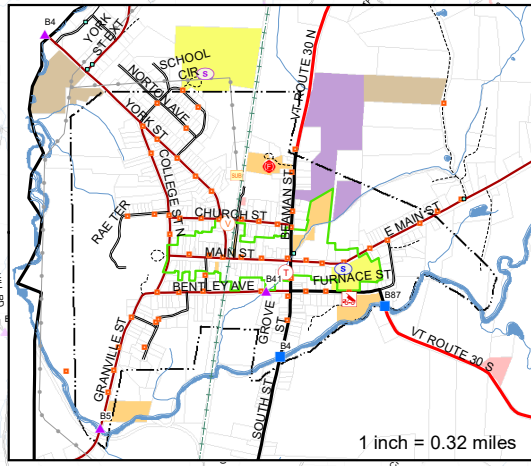 B4
YORK
ST EXT
SCHOOL
CIR
S
NORTON AVE
YORK ST
VT ROUTE 30 N
SUB
F
COLLEGE ST N
BEAMAN ST
RAE TER
CHURCH ST
V
E MAIN ST
MAIN ST
S
T
FURNACE ST
BENTLEY AVE
B41
B87
GROVE
ST
GRANVILLE ST
B4
VT ROUTE 30 S
SOUTH ST
B5
1 inch = 0.32 miles